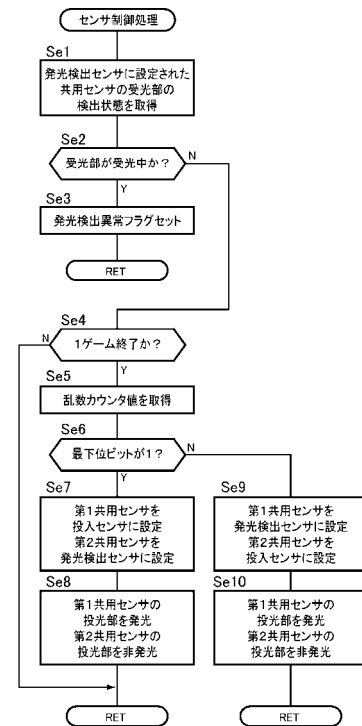 センサ制御処理
Se1
発光検出センサに設定された
共用センサの受光部の
検出状態を取得
Se2
受光部が受光中か？
N
Y
Se3
発光検出異常フラグセット
RET
Se4
N
1ゲーム終了か？
Y
Se5
乱数カウンタ値を取得
Se6
最下位ビットが1？
N
Y
Se7
第1共用センサを
投入センサに設定
第2共用センサを
発光検出センサに設定
Se9
第1共用センサを
発光検出センサに設定
第2共用センサを
投入センサに設定
Se8
第1共用センサの
投光部を発光
第2共用センサの
投光部を非発光
Se10
第1共用センサの
投光部を発光
第2共用センサの
投光部を非発光
RET
RET